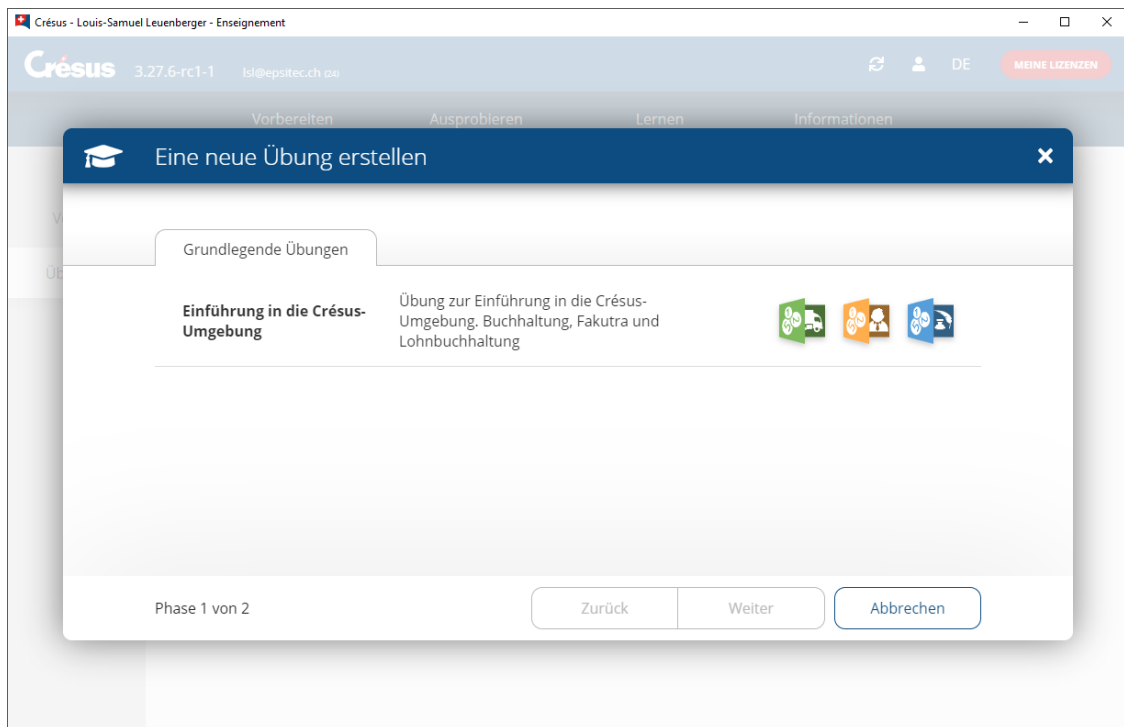 Crésus - Louis-Samuel Leuenberger - Enseignement
Crésus 3.27.6-rc1-1 lsl@epsitec.ch DE MEINE LIZENZEN
Vorbereiten Ausprobieren Lernen Informationen
Eine neue Übung erstellen
Grundlegende Übungen
Einführung in die Crésus-
Umgebung
Übung zur Einführung in die Crésus-
Umgebung. Buchhaltung, Fakutra und
Lohnbuchhaltung
Phase 1 von 2 Zurück Weiter Abbrechen